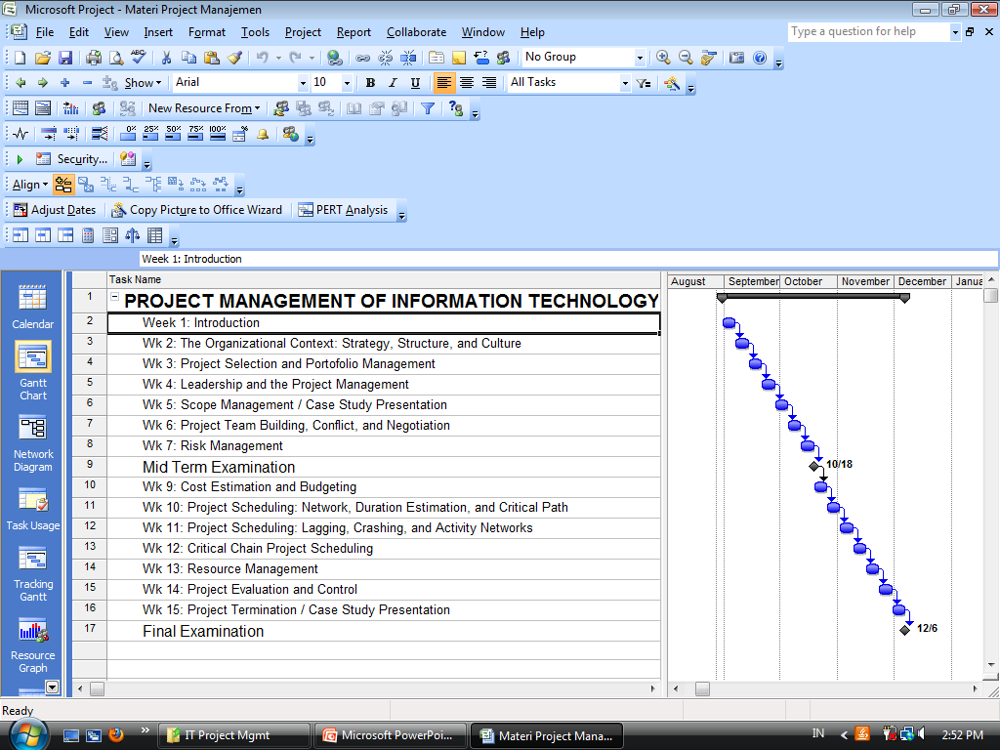 Microsoft Project - Materi Project Manajemen
File Edit View Insert Format Tools Project Report Collaborate Window Help
Type a question for help
No Group
Show Arial 10 B I U All Tasks
New Resource From
0% 25% 50% 75% 100%
Security...
Align
Adjust Dates Copy Picture to Office Wizard PERT Analysis
Week 1: Introduction
Task Name
August September October November December Janua
1 PROJECT MANAGEMENT OF INFORMATION TECHNOLOGY
2 Week 1: Introduction
3 Wk 2: The Organizational Context: Strategy, Structure, and Culture
4 Wk 3: Project Selection and Portofolio Management
5 Wk 4: Leadership and the Project Management
6 Wk 5: Scope Management / Case Study Presentation
7 Wk 6: Project Team Building, Conflict, and Negotiation
8 Wk 7: Risk Management
9 Mid Term Examination 10/18
10 Wk 9: Cost Estimation and Budgeting
11 Wk 10: Project Scheduling: Network, Duration Estimation, and Critical Path
12 Wk 11: Project Scheduling: Lagging, Crashing, and Activity Networks
13 Wk 12: Critical Chain Project Scheduling
14 Wk 13: Resource Management
15 Wk 14: Project Evaluation and Control
16 Wk 15: Project Termination / Case Study Presentation
17 Final Examination 12/6
Calendar
Gantt
Chart
Network
Diagram
Task Usage
Tracking
Gantt
Resource
Graph
Ready
IT Project Mgmt Microsoft PowerPoi... Materi Project Mana... IN 2:52 PM